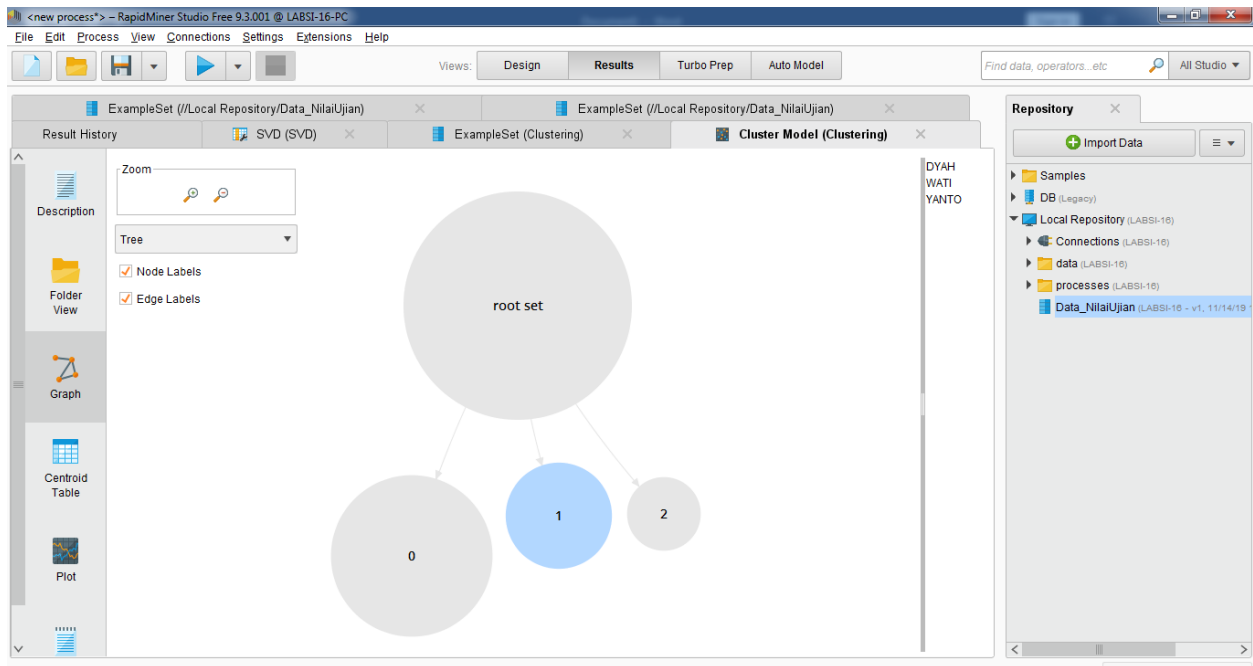 <new process*> – RapidMiner Studio Free 9.3.001 @ LABSI-16-PC
File Edit Process View Connections Settings Extensions Help
Views: Design Results Turbo Prep Auto Model
Find data, operators...etc
All Studio
ExampleSet (//Local Repository/Data_NilaiUjian)
ExampleSet (//Local Repository/Data_NilaiUjian)
Result History
SVD (SVD)
ExampleSet (Clustering)
Cluster Model (Clustering)
Description
Folder
View
Graph
Centroid
Table
Plot
Zoom
Tree
Node Labels
Edge Labels
root set
0
1
2
DYAH
WATI
YANTO
Repository
Import Data
Samples
DB (Legacy)
Local Repository (LABSI-16)
Connections (LABSI-16)
data (LABSI-16)
processes (LABSI-16)
Data_NilaiUjian (LABSI-16 - v1, 11/14/19